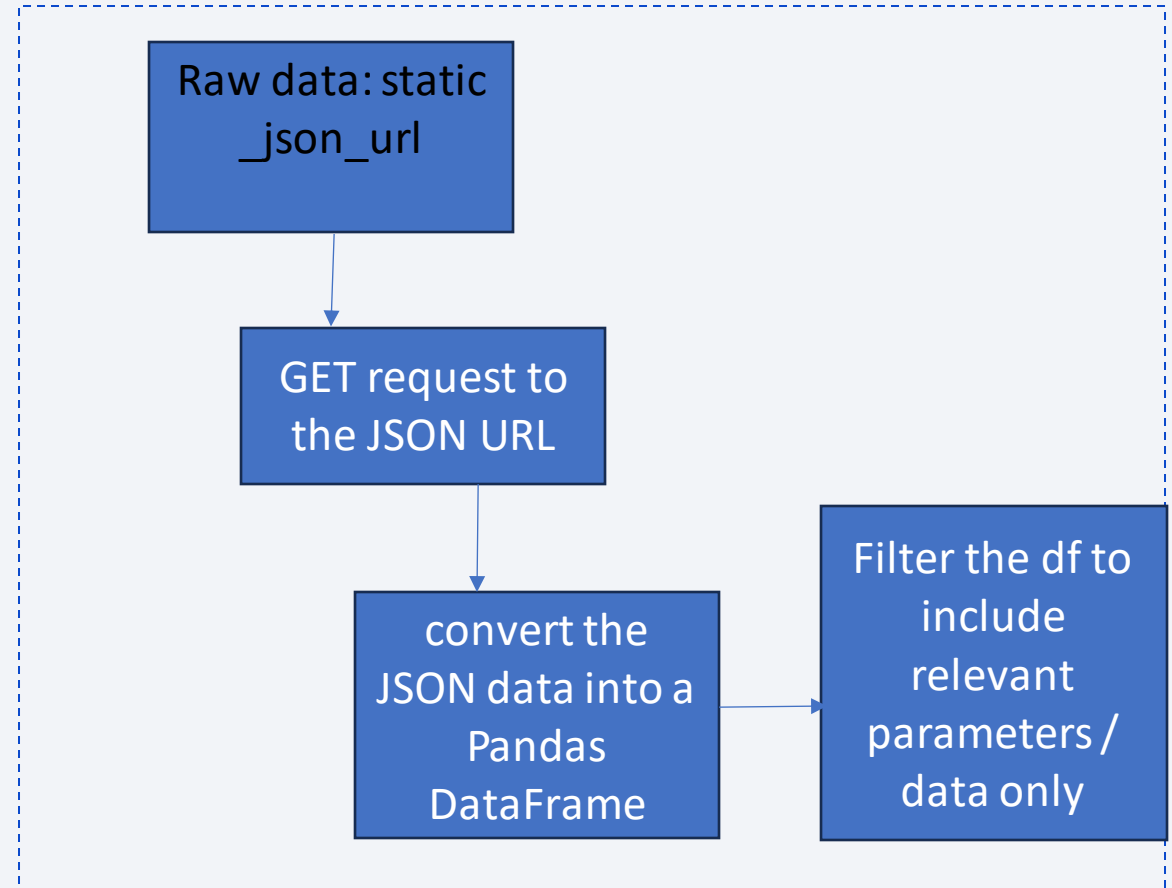 Raw data: static
_json_url
GET request to
the JSON URL
convert the
JSON data into a
Pandas
DataFrame
Filter the df to
include
relevant
parameters /
data only